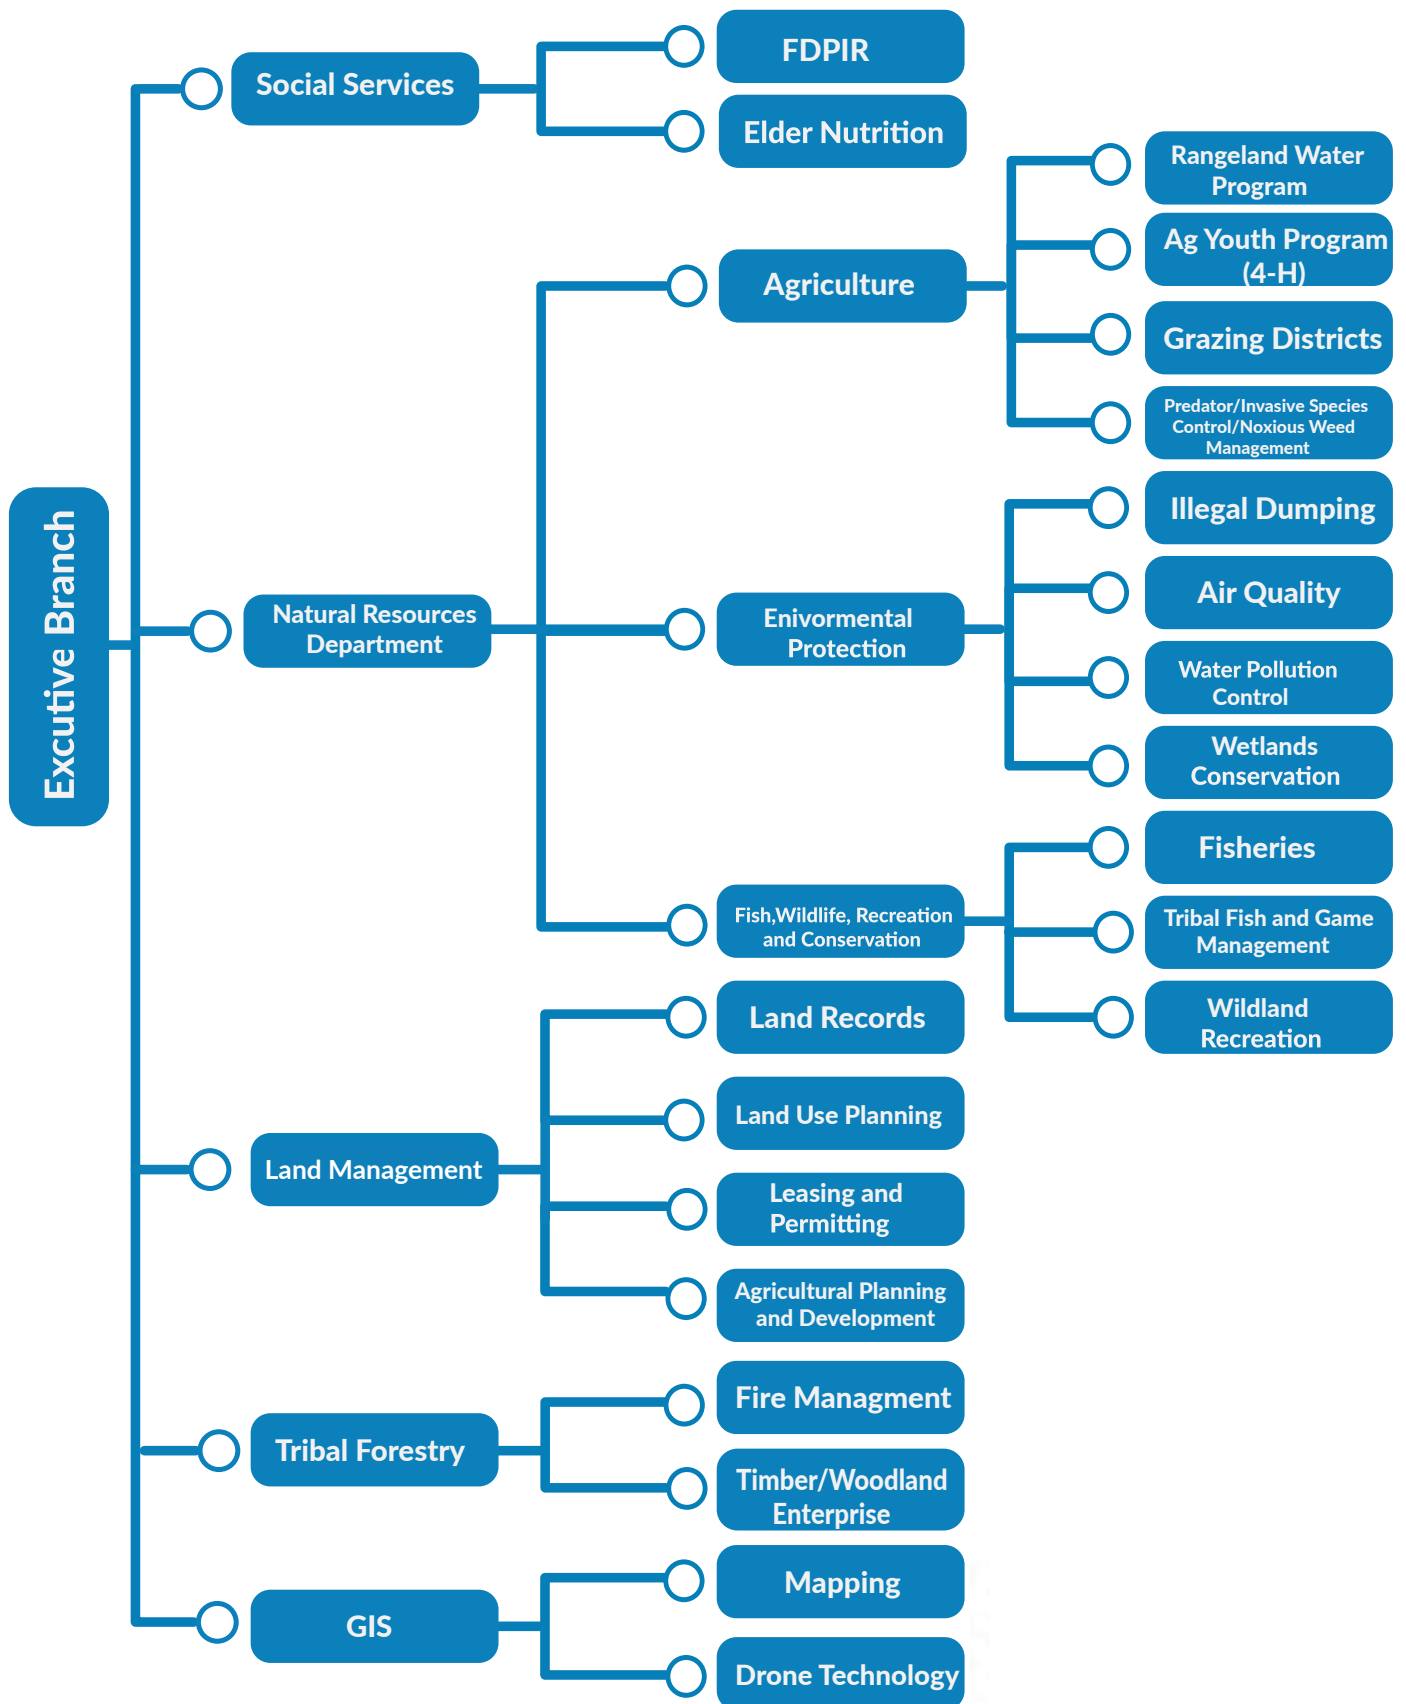 Excutive Branch
Social Services
FDPIR
Elder Nutrition
Natural Resources
Department
Agriculture
Rangeland Water
Program
Ag Youth Program
(4-H)
Grazing Districts
Predator/Invasive Species
Control/Noxious Weed
Management
Enivormental
Protection
Illegal Dumping
Air Quality
Water Pollution
Control
Wetlands
Conservation
Fish,Wildlife, Recreation
and Conservation
Fisheries
Tribal Fish and Game
Management
Wildland
Recreation
Land Management
Land Records
Land Use Planning
Leasing and
Permitting
Agricultural Planning
and Development
Tribal Forestry
Fire Managment
Timber/Woodland
Enterprise
GIS
Mapping
Drone Technology